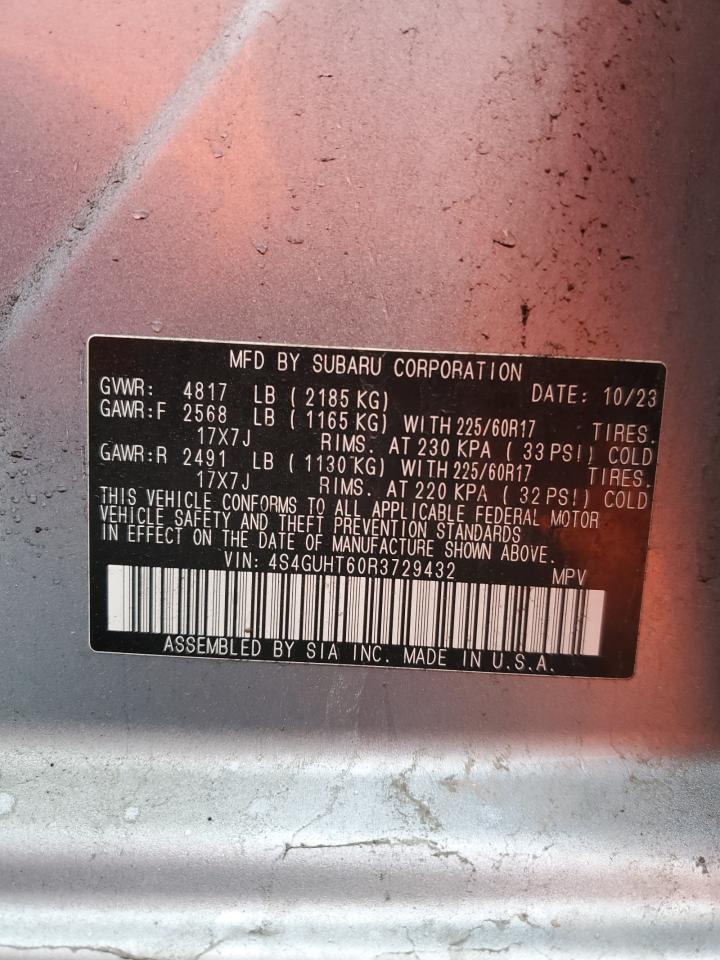 MFD BY SUBARU CORPORATION
GVWR: 4817 LB ( 2185 KG) DATE: 10/23
GAWR:F 2568 LB ( 1165 KG) WITH 225/60R17 TIRES.
17X7J RIMS. AT 230 KPA ( 33 PSI) COLD
GAWR:R 2491 LB ( 1130 KG) WITH 225/60R17 TIRES.
17X7J RIMS. AT 220 KPA ( 32 PSI) COLD
THIS VEHICLE CONFORMS TO ALL APPLICABLE FEDERAL MOTOR
VEHICLE SAFETY AND THEFT PREVENTION STANDARDS
IN EFFECT ON THE DATE OF MANUFACTURE SHOWN ABOVE.
VIN: 4S4GUHT60R3729432 MPV
ASSEMBLED BY SIA INC. MADE IN U.S.A.